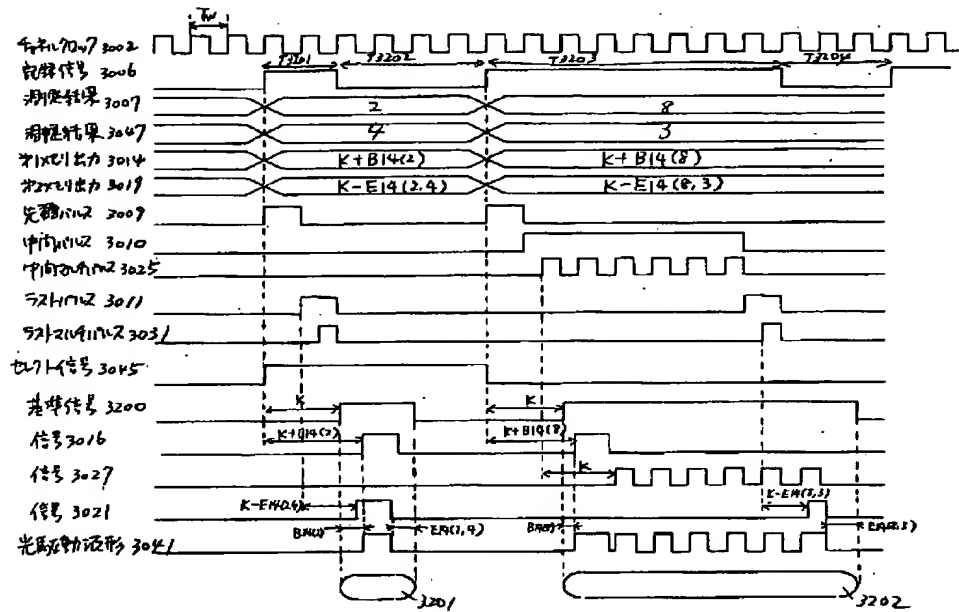 Tw
チャネルクロック 3002
T3201 T3202 T3203 T3204
記録信号 3006
測定結果 3007 2 8
測定結果 3047 4 3
第1メモリ出力 3014 K+B14(2) K+B14(8)
第2メモリ出力 3019 K-E14(2,4) K-E14(8,3)
先頭パルス 3009
中間パルス 3010
中間マルチパルス 3025
ラストパルス 3011
ラストマルチパルス 3031
セレクト信号 3045
基準信号 3200 K K
K+B14(2) K+B14(8)
信号 3016
信号 3027 K
K-E14(2,4) K-E14(8,3)
信号 3021
E14(2,4) E14(8,3)
光駆動波形 3041
3201 3202